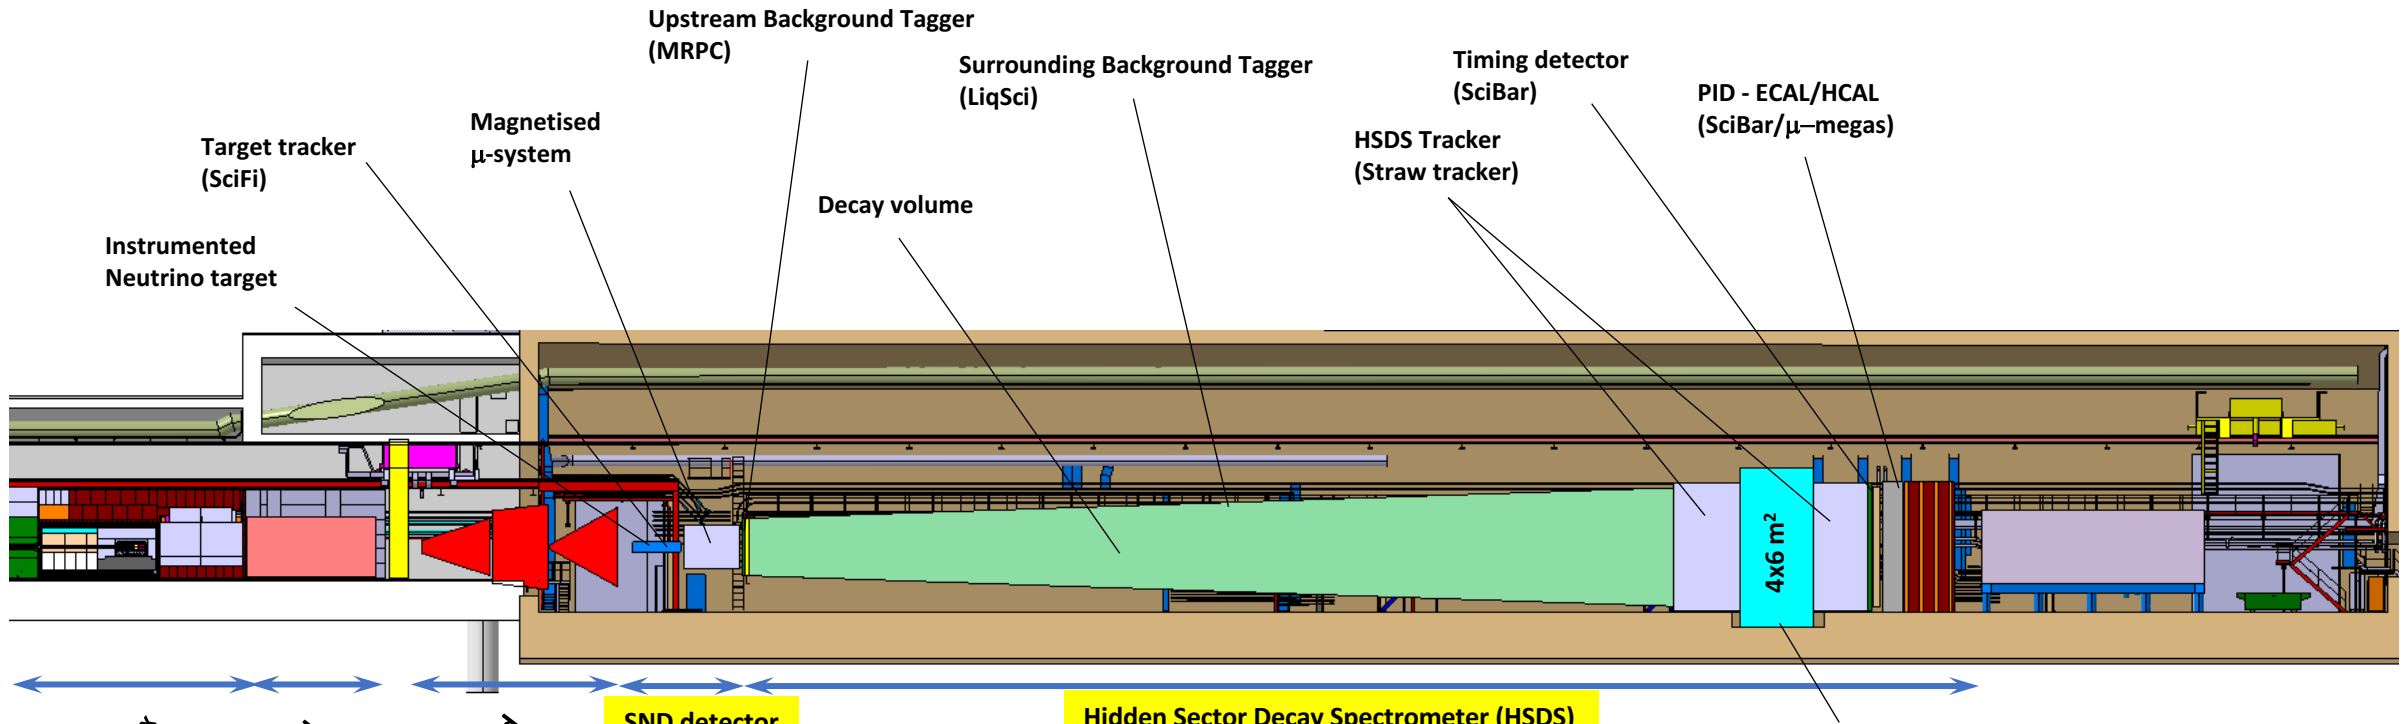 Upstream Background Tagger
(MRPC)
Surrounding Background Tagger
(LiqSci)
Timing detector
(SciBar)
PID - ECAL/HCAL
(SciBar/μ–megas)
Magnetised
μ-system
Target tracker
(SciFi)
HSDS Tracker
(Straw tracker)
Decay volume
Instrumented
Neutrino target
4x6 m²
SND detector
Hidden Sector Decay Spectrometer (HSDS)